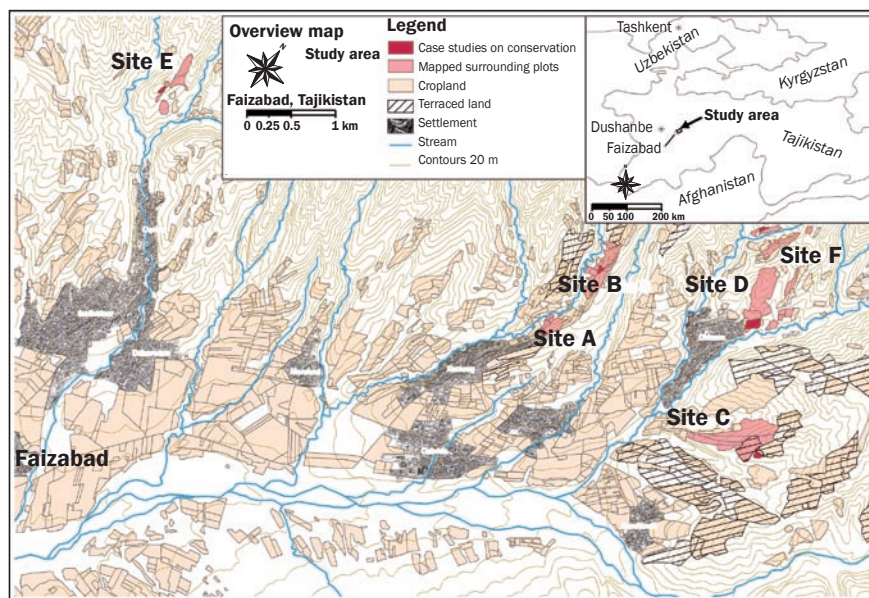 Overview map
N
Study area
Faizabad, Tajikistan
0 0.25 0.5 1 km
Legend
Case studies on conservation
Mapped surrounding plots
Cropland
Terraced land
Settlement
Stream
Contours 20 m
Tashkent
Uzbekistan
Kyrgyzstan
Dushanbe
Study area
Faizabad
Tajikistan
N
Afghanistan
0 50 100 200 km
Site E
Site B
Site A
Site D
Site F
Site C
Faizabad